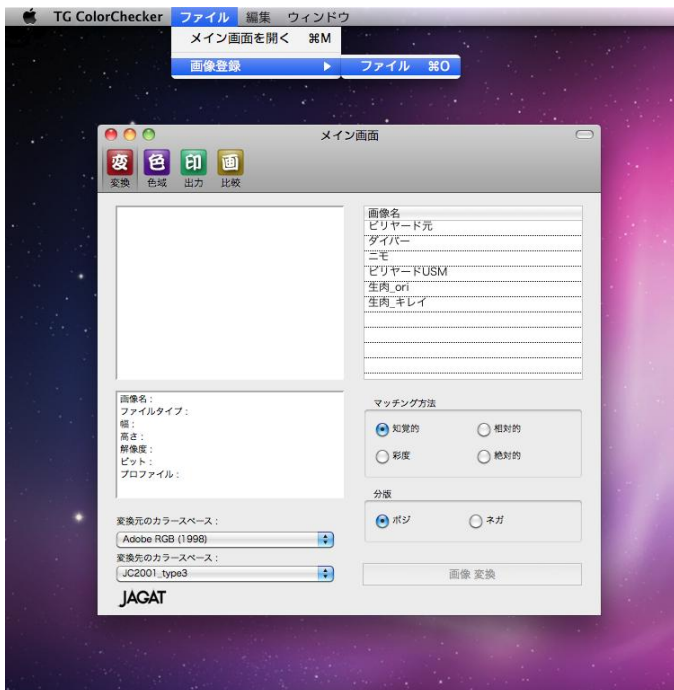 TG ColorChecker ファイル 編集 ウィンドウ
メイン画面を開く ⌘M
画像登録 ▶ ファイル ⌘O
メイン画面
変 色 印 画
変換 色域 出力 比較
画像名
ビリヤード元
ダイバー
ニモ
ビリヤードUSM
生肉_ori
生肉_キレイ
画像名:
ファイルタイプ:
幅:
高さ:
解像度:
ビット:
プロファイル:
マッチング方法
知覚的 相対的
彩度 絶対的
分版
ポジ ネガ
変換元のカラースペース:
Adobe RGB (1998)
変換先のカラースペース:
JC2001_type3
画像 変換
JAGAT